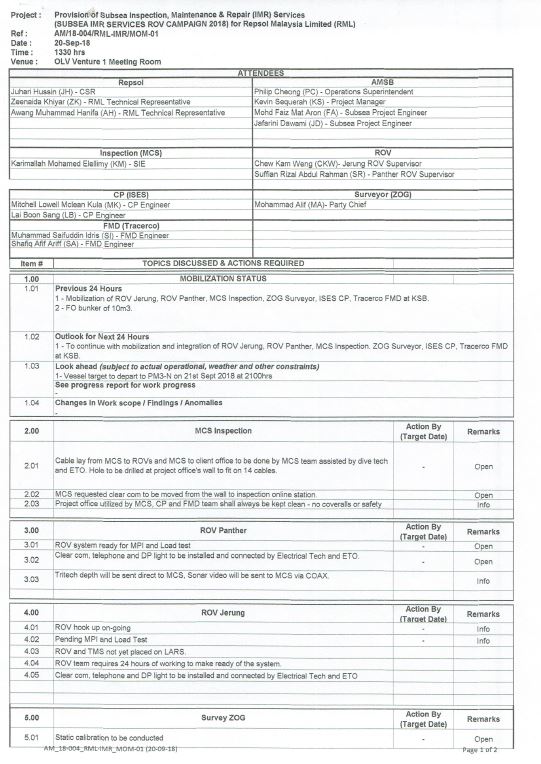 Project : Provision of Subsea Inspection, Maintenance & Repair (IMR) Services
(SUBSEA IMR SERVICES ROV CAMPAIGN 2018) for Repsol Malaysia Limited (RML)
Ref : AM/18-004/RML-IMR/MOM-01
Date : 20-Sep-18
Time : 1330 hrs
Venue : OLV Venture 1 Meeting Room
ATTENDEES
Repsol AMSB
Juhari Hussin (JH) - CSR Philip Cheong (PC) - Operations Superintendent
Zeenaida Khiyar (ZK) - RML Technical Representative Kevin Sequerah (KS) - Project Manager
Awang Muhammad Hanifa (AH) - RML Technical Representative Mohd Faiz Mat Aron (FA) - Subsea Project Engineer
Jafarini Dawami (JD) - Subsea Project Engineer
Inspection (MCS) ROV
Karimallah Mohamed Elellimy (KM) - SIE Chew Kam Wang (CKW)- Jerung ROV Supervisor
Suffian Rizal Abdul Rahman (SR) - Panther ROV Supervisor
CP (ISES) Surveyor (ZOG)
Mitchell Lowell Mclean Kula (MK) - CP Engineer Mohammad Alif (MA)- Party Chief
Lai Boon Sang (LB) - CP Engineer
FMD (Tracerco)
Muhammad Saifuddin Idris (SI) - FMD Engineer
Shafiq Afif Ariff (SA) - FMD Engineer
Item # TOPICS DISCUSSED & ACTIONS REQUIRED
1.00 MOBILIZATION STATUS
1.01 Previous 24 Hours
1 - Mobilization of ROV Jerung, ROV Panther, MCS Inspection, ZOG Surveyor, ISES CP, Tracerco FMD at KSB.
2 - FO bunker of 10m3.
1.02 Outlook for Next 24 Hours
1 - To continue with mobilization and integration of ROV Jerung, ROV Panther, MCS Inspection. ZOG Surveyor, ISES CP, Tracerco FMD
at KSB.
1.03 Look ahead (subject to actual operational, weather and other constraints)
1- Vessel target to depart to PM3-N on 21st Sept 2018 at 2100hrs
See progress report for work progress
-
1.04 Changes in Work scope / Findings / Anomalies
-
2.00 MCS Inspection Action By (Target Date) Remarks
2.01 Cable lay from MCS to ROVs and MCS to client office to be done by MCS team assisted by dive tech
and ETO. Hole to be drilled at project office's wall to fit on 14 cables. - Open
2.02 MCS requested clear com to be moved from the wall to inspection online station. Open
2.03 Project office utilized by MCS, CP and FMD team shall always be kept clean - no coveralls or safety Info
3.00 ROV Panther Action By (Target Date) Remarks
3.01 ROV system ready for MPI and Load test - Open
3.02 Clear com, telephone and DP light to be installed and connected by Electrical Tech and ETO. - Open
3.03 Tritech depth will be sent direct to MCS, Sonar video will be sent to MCS via COAX. - Info
4.00 ROV Jerung Action By (Target Date) Remarks
4.01 ROV hook up on-going - Info
4.02 Pending MPI and Load Test - Info
4.03 ROV and TMS not yet placed on LARS.
4.04 ROV team requires 24 hours of working to make ready of the system.
4.05 Clear com, telephone and DP light to be installed and connected by Electrical Tech and ETO
5.00 Survey ZOG Action By (Target Date) Remarks
5.01 Static calibration to be conducted - Open
AM_18-004_RML-IMR_MOM-01 (20-09-18) Page 1 of 2